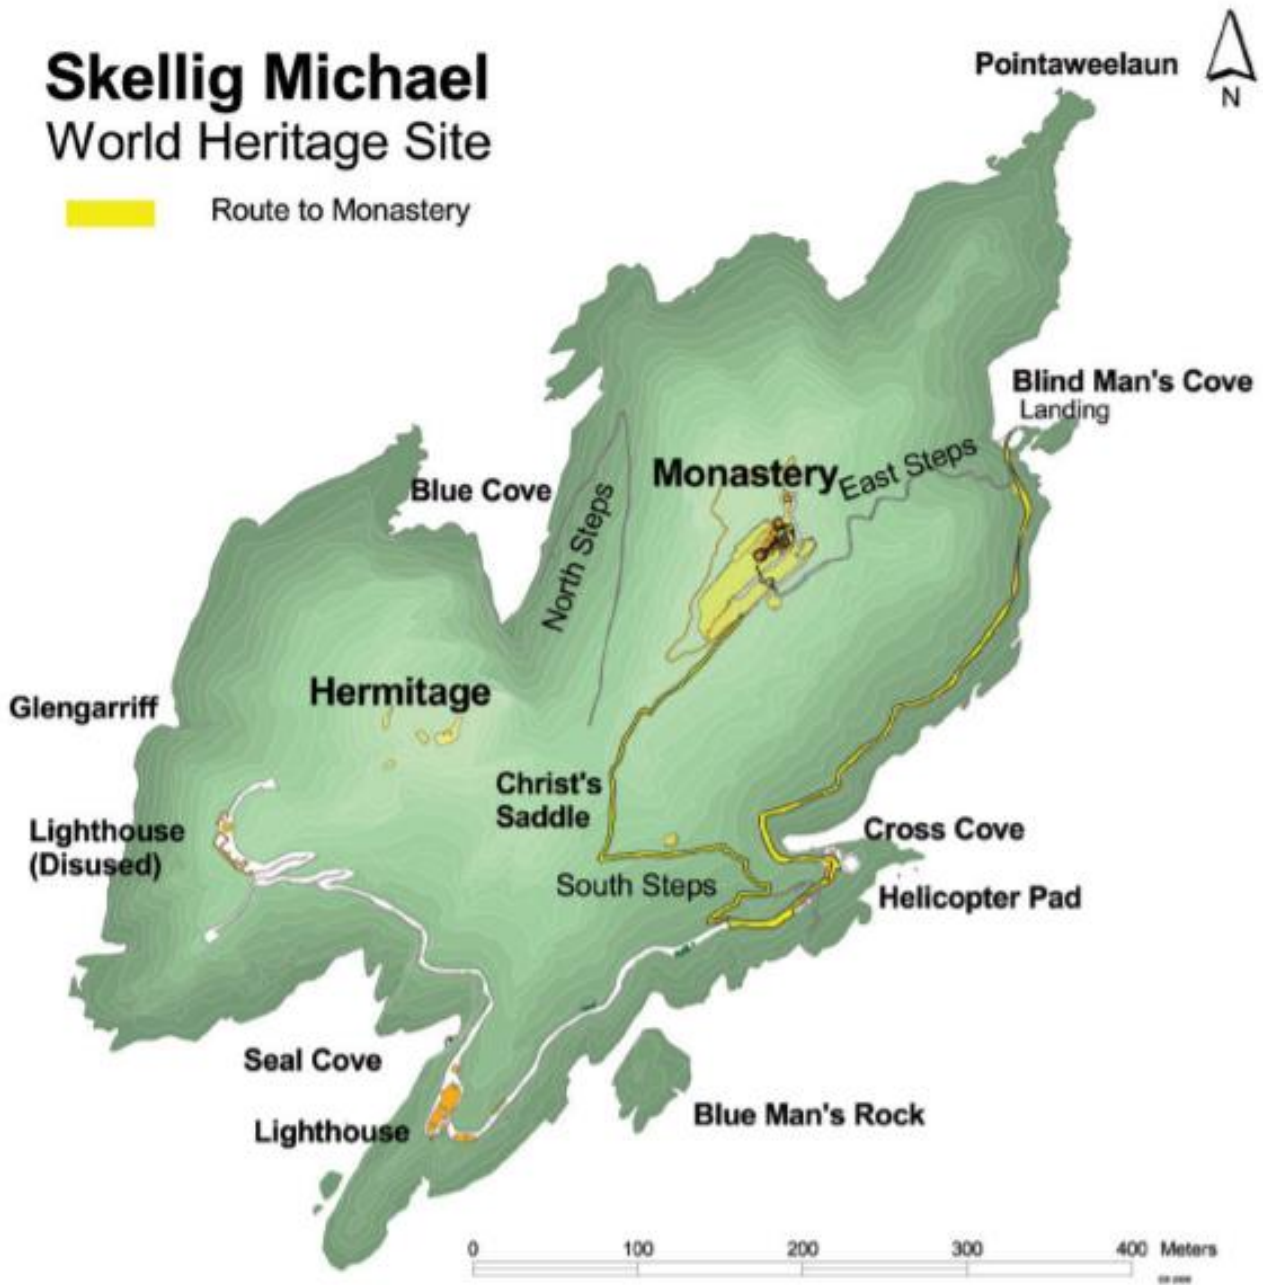 Skellig Michael
World Heritage Site
Route to Monastery
Pointaweelaun
N
Blind Man's Cove
Landing
Monastery
East Steps
Blue Cove
North Steps
Hermitage
Glengarriff
Christ's
Saddle
Lighthouse
(Disused)
Cross Cove
South Steps
Helicopter Pad
Seal Cove
Blue Man's Rock
Lighthouse
0 100 200 300 400 Meters